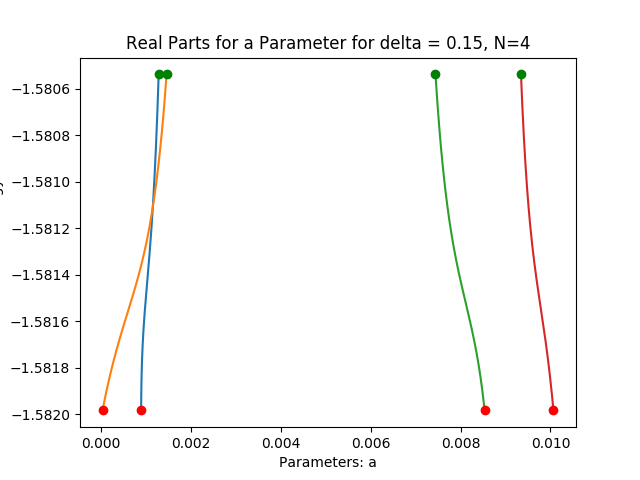 Real Parts for a Parameter for delta = 0.15, N=4
−1.5806
−1.5808
−1.5810
−1.5812
−1.5814
−1.5816
−1.5818
−1.5820
0.000 0.002 0.004 0.006 0.008 0.010
Parameters: a